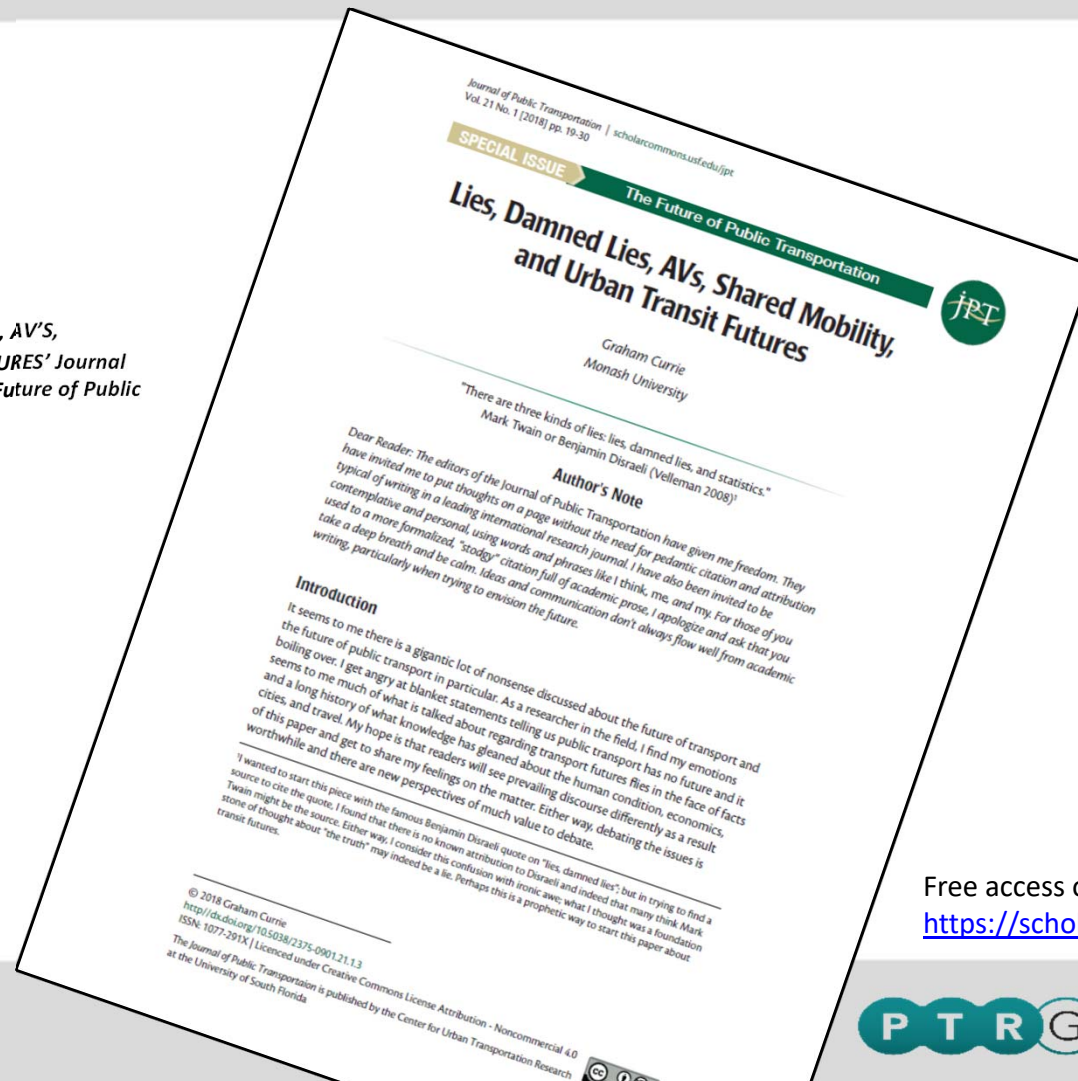 , AV'S,
URES' Journal
Future of Public
Journal of Public Transportation | scholarcommons.usf.edu/jpt
Vol. 21 No. 1 [2018] pp. 19-30
SPECIAL ISSUE
The Future of Public Transportation
jPT
Lies, Damned Lies, AVs, Shared Mobility,
and Urban Transit Futures
Graham Currie
Monash University
"There are three kinds of lies: lies, damned lies, and statistics."
Mark Twain or Benjamin Disraeli (Velleman 2008)¹
Author's Note
Dear Reader: The editors of the Journal of Public Transportation have given me freedom. They
have invited me to put thoughts on a page without the need for pedantic citation and attribution
typical of writing in a leading international research journal. I have also been invited to be
contemplative and personal, using words and phrases like I think, me, and my. For those of you
used to a more formalized, "stodgy" citation full of academic prose, I apologize and ask that you
take a deep breath and be calm. Ideas and communication don't always flow well from academic
writing, particularly when trying to envision the future.
Introduction
It seems to me there is a gigantic lot of nonsense discussed about the future of transport and
the future of public transport in particular. As a researcher in the field, I find my emotions
boiling over. I get angry at blanket statements telling us public transport has no future and it
seems to me much of what is talked about regarding transport futures flies in the face of facts
and a long history of what knowledge has gleaned about the human condition, economics,
cities, and travel. My hope is that readers will see prevailing discourse differently as a result
of this paper and get to share my feelings on the matter. Either way, debating the issues is
worthwhile and there are new perspectives of much value to debate.
¹I wanted to start this piece with the famous Benjamin Disraeli quote on "lies, damned lies"; but in trying to find a
source to cite the quote, I found that there is no known attribution to Disraeli and indeed that many think Mark
Twain might be the source. Either way, I consider this confusion with ironic awe; what I thought was a foundation
stone of thought about "the truth" may indeed be a lie. Perhaps this is a prophetic way to start this paper about
transit futures.
© 2018 Graham Currie
http//dx.doi.org/10.5038/2375-0901.21.1.3
ISSN: 1077-291X | Licenced under Creative Commons License Attribution - Noncommercial 4.0
The Journal of Public Transportaion is published by the Center for Urban Transportation Research
at the University of South Florida
cc
Free access
https://scho
PTRG